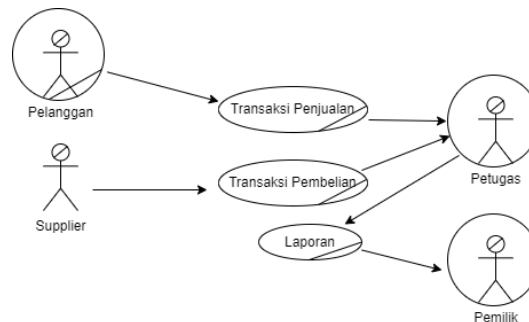 Pelanggan
Transaksi Penjualan
Petugas
Transaksi Pembelian
Supplier
Laporan
Pemilik